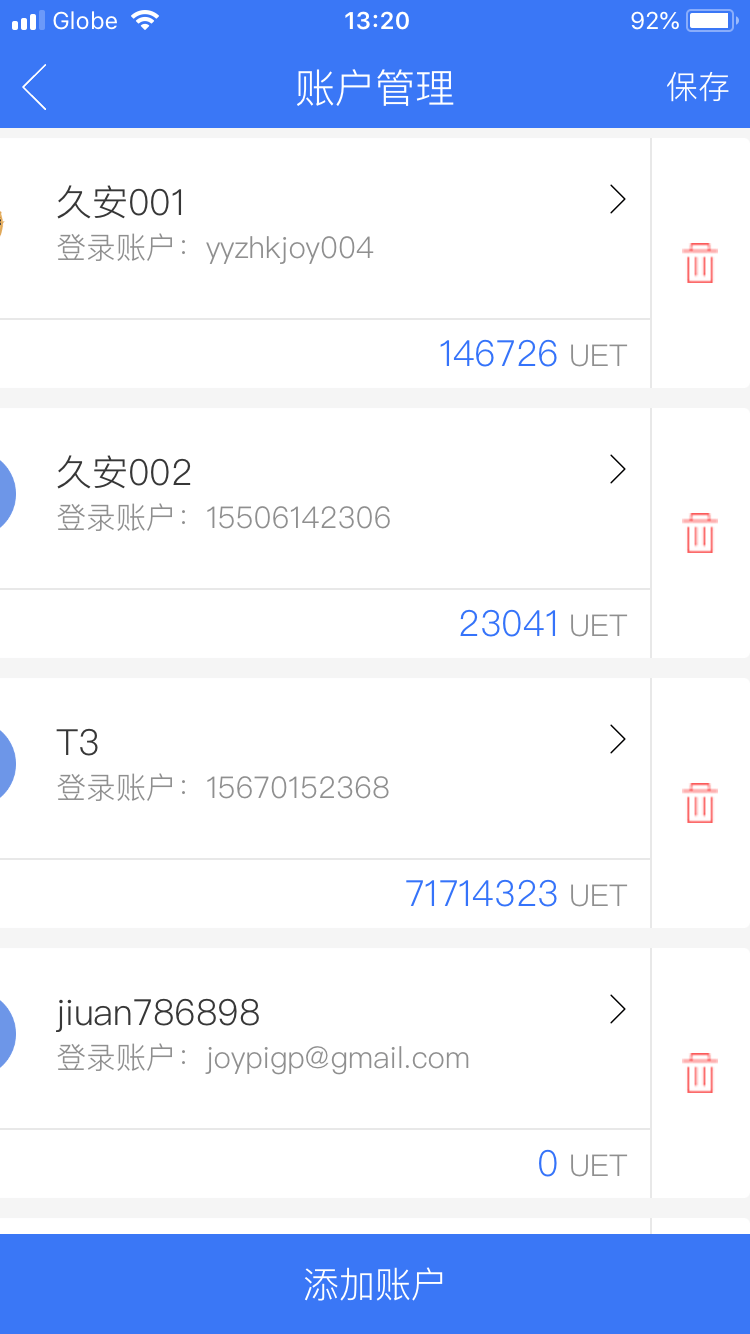 Globe 13:20 92%
账户管理 保存
久安001
登录账户：yyzhkjoy004
146726 UET
久安002
登录账户：15506142306
23041 UET
T3
登录账户：15670152368
71714323 UET
jiuan786898
登录账户：joypigp@gmail.com
0 UET
添加账户